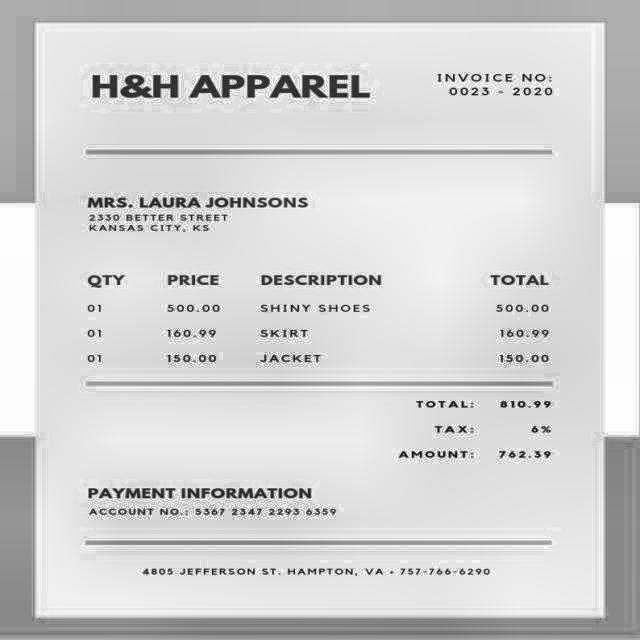 H&H APPAREL
INVOICE NO:
0023 - 2020
MRS. LAURA JOHNSONS
2330 BETTER STREET
KANSAS CITY, KS
QTY PRICE DESCRIPTION TOTAL
01 500.00 SHINY SHOES 500.00
01 160.99 SKIRT 160.99
01 150.00 JACKET 150.00
TOTAL: 810.99
TAX: 6%
AMOUNT: 762.39
PAYMENT INFORMATION
ACCOUNT NO.: 5367 2347 2293 6359
4805 JEFFERSON ST. HAMPTON, VA • 757-766-6290